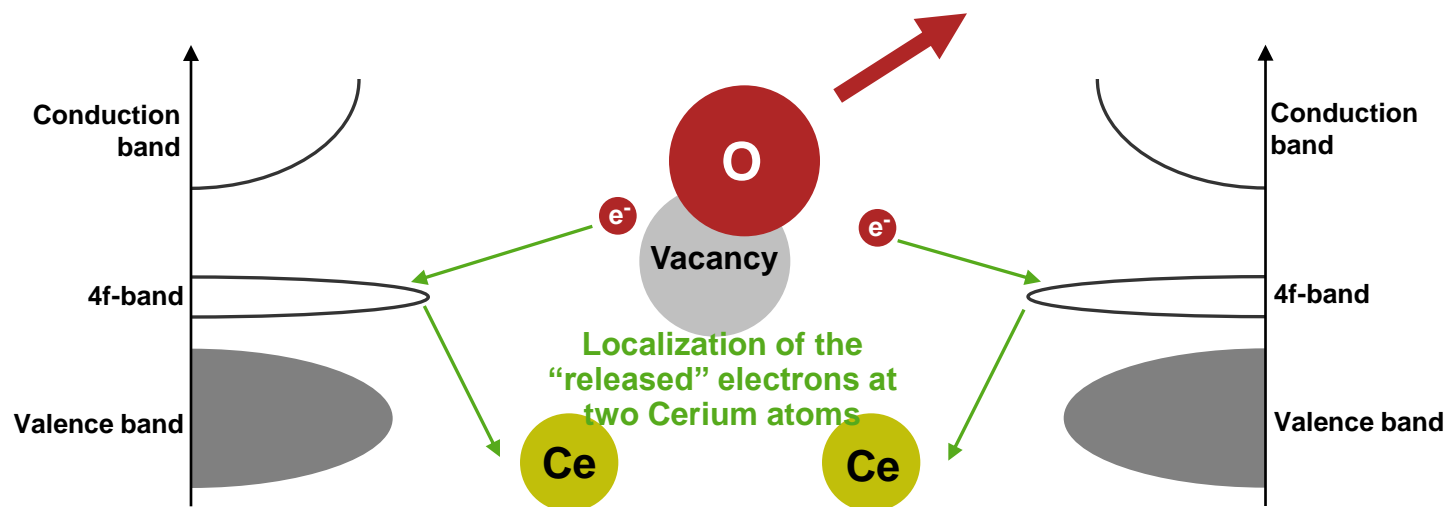 Conduction
band
4f-band
Valence band
O
e-
e-
Vacancy
Localization of the
“released” electrons at
two Cerium atoms
Ce
Ce
Conduction
band
4f-band
Valence band